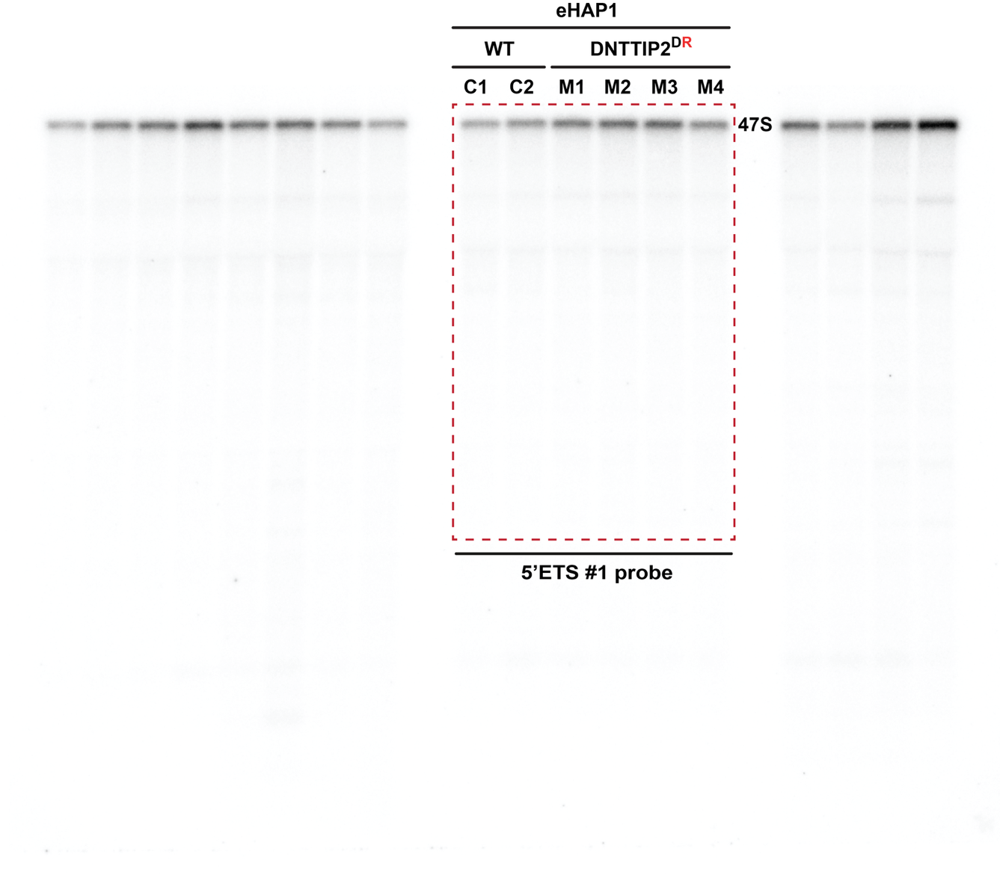 eHAP1
WT DNTTIP2DR
C1 C2 M1 M2 M3 M4
47S
5’ETS #1 probe